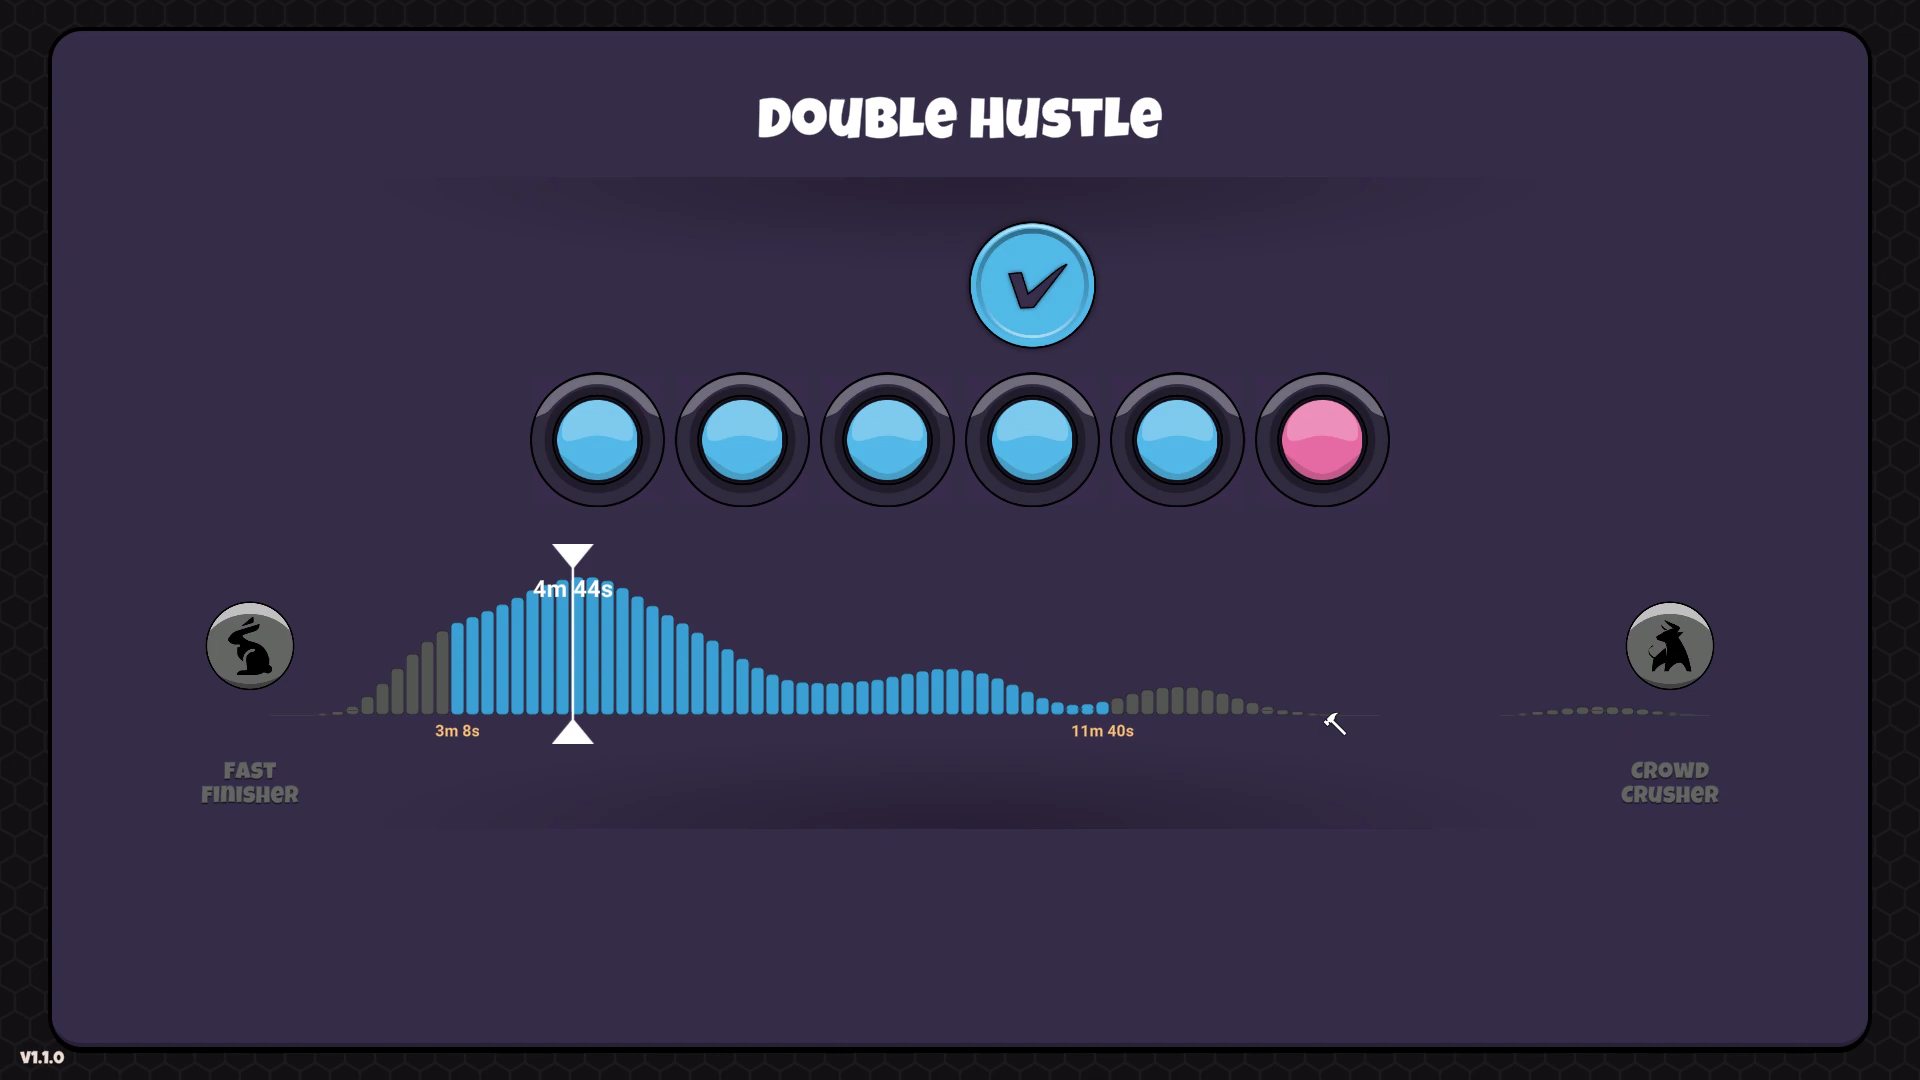 DOUBLE HUSTLE
4m 44s
3m 8s
11m 40s
FAST
FINISHER
CROWD
CRUSHER
V1.1.0